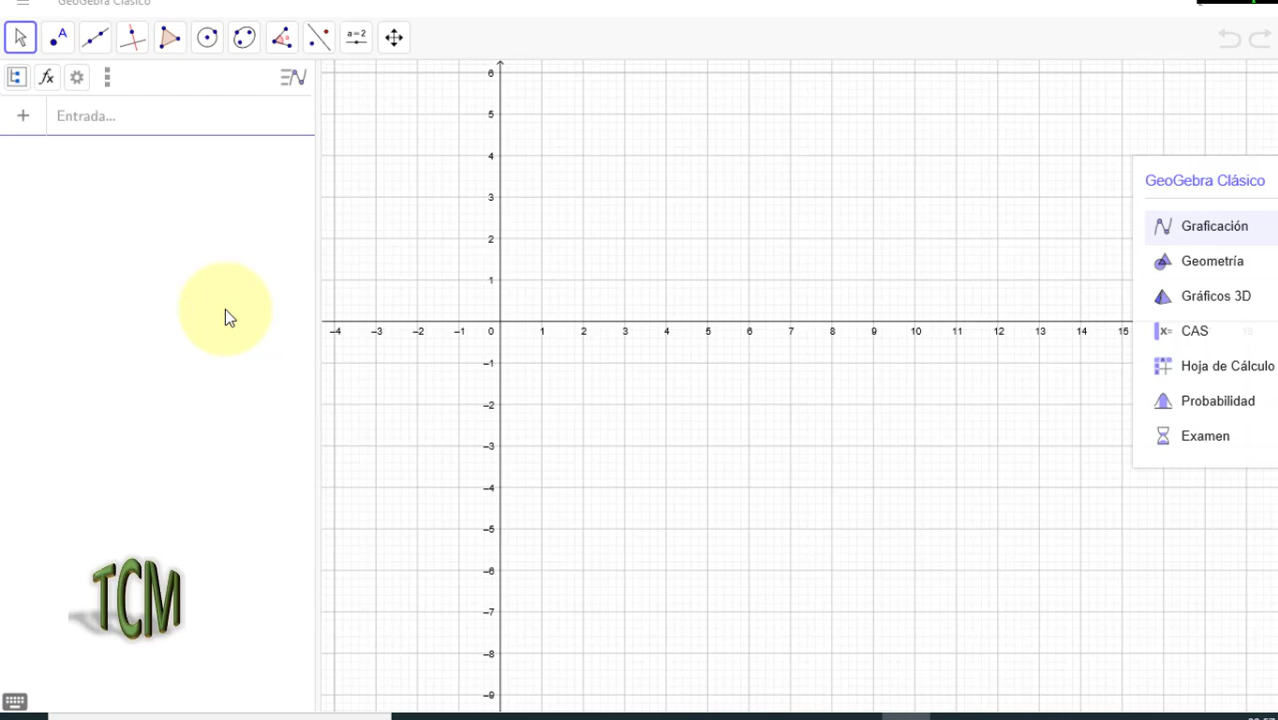 GeoGebra Clásico
A
a=2
fx
Entrada...
6
5
4
3
2
1
–4 –3 –2 –1 0 1 2 3 4 5 6 7 8 9 10 11 12 13 14 15
–1
–2
–3
–4
–5
–6
–7
–8
–9
GeoGebra Clásico
Graficación
Geometría
Gráficos 3D
x= CAS
Hoja de Cálculo
Probabilidad
Examen
TCM